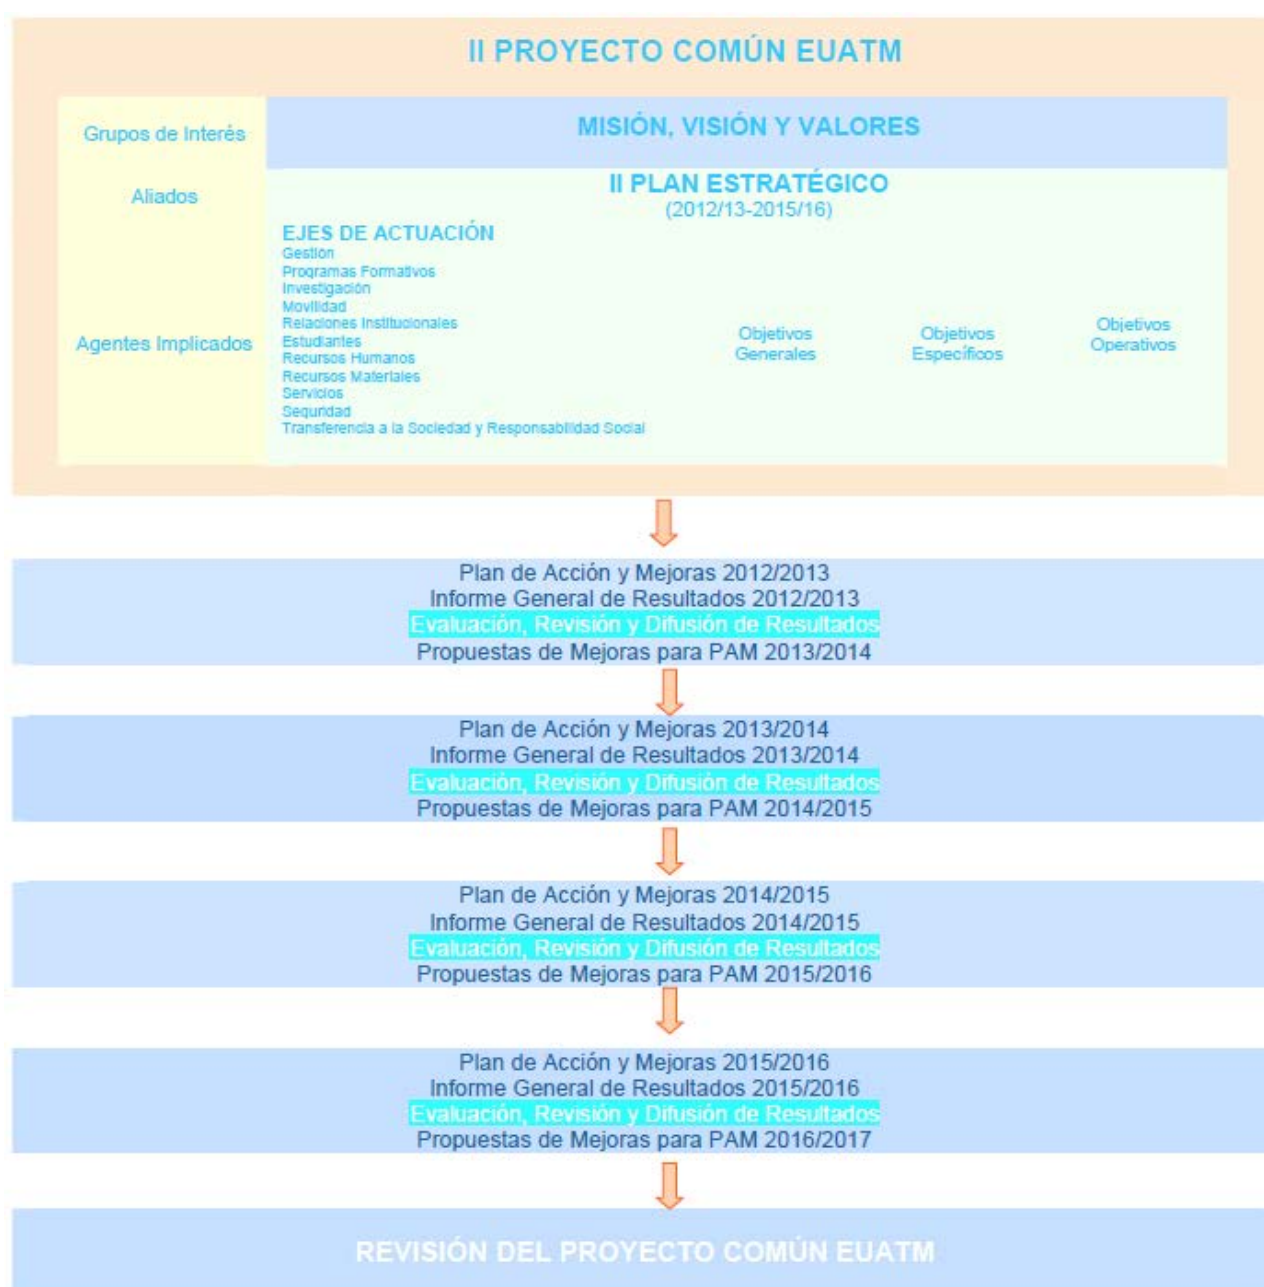 II PROYECTO COMÚN EUATM
Grupos de Interés
Aliados
Agentes Implicados
MISIÓN, VISIÓN Y VALORES
II PLAN ESTRATÉGICO
(2012/13-2015/16)
EJES DE ACTUACIÓN
Gestión
Programas Formativos
Investigación
Movilidad
Relaciones Institucionales
Estudiantes
Recursos Humanos
Recursos Materiales
Servicios
Seguridad
Transferencia a la Sociedad y Responsabilidad Social
Objetivos
Generales
Objetivos
Específicos
Objetivos
Operativos
Plan de Acción y Mejoras 2012/2013
Informe General de Resultados 2012/2013
Evaluación, Revisión y Difusión de Resultados
Propuestas de Mejoras para PAM 2013/2014
Plan de Acción y Mejoras 2013/2014
Informe General de Resultados 2013/2014
Evaluación, Revisión y Difusión de Resultados
Propuestas de Mejoras para PAM 2014/2015
Plan de Acción y Mejoras 2014/2015
Informe General de Resultados 2014/2015
Evaluación, Revisión y Difusión de Resultados
Propuestas de Mejoras para PAM 2015/2016
Plan de Acción y Mejoras 2015/2016
Informe General de Resultados 2015/2016
Evaluación, Revisión y Difusión de Resultados
Propuestas de Mejoras para PAM 2016/2017
REVISIÓN DEL PROYECTO COMÚN EUATM